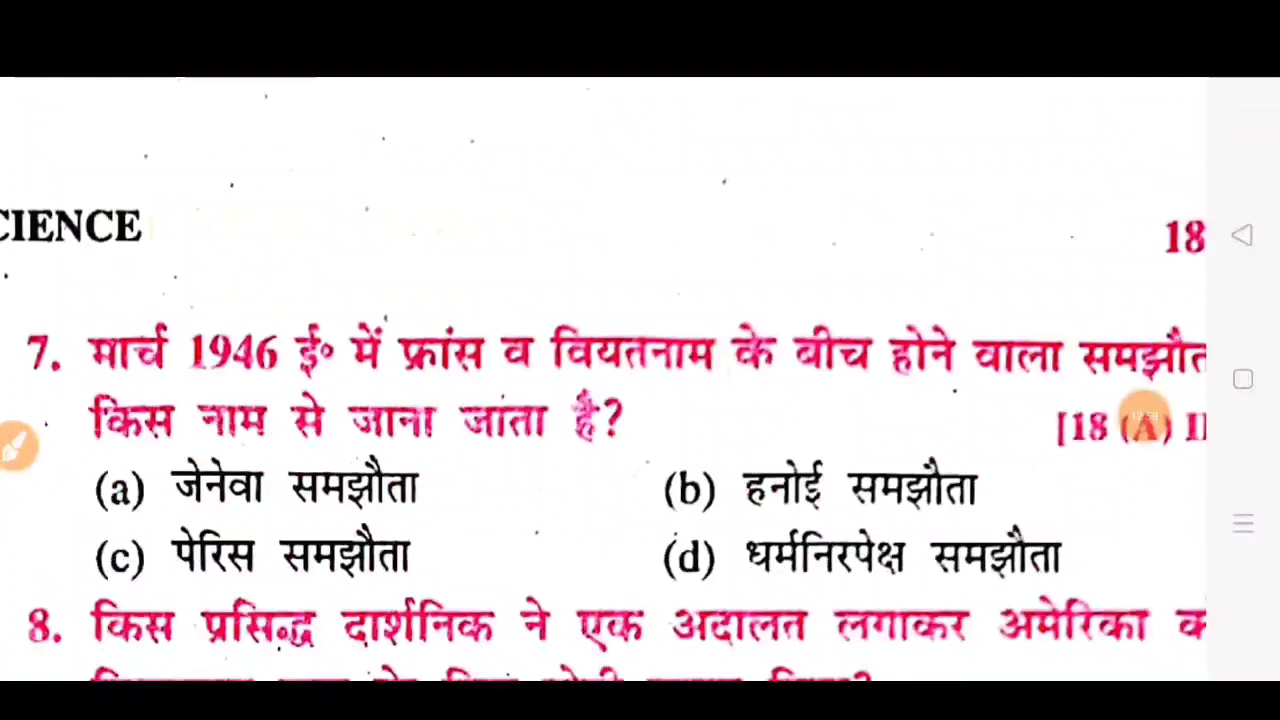 CIENCE
18
7. मार्च 1946 ई० में फ्रांस व वियतनाम के बीच होने वाला समझौत
किस नाम से जाना जाता है? [18 (A) I
(a) जेनेवा समझौता (b) हनोई समझौता
(c) पेरिस समझौता (d) धर्मनिरपेक्ष समझौता
8. किस प्रसिद्ध दार्शनिक ने एक अदालत लगाकर अमेरिका क